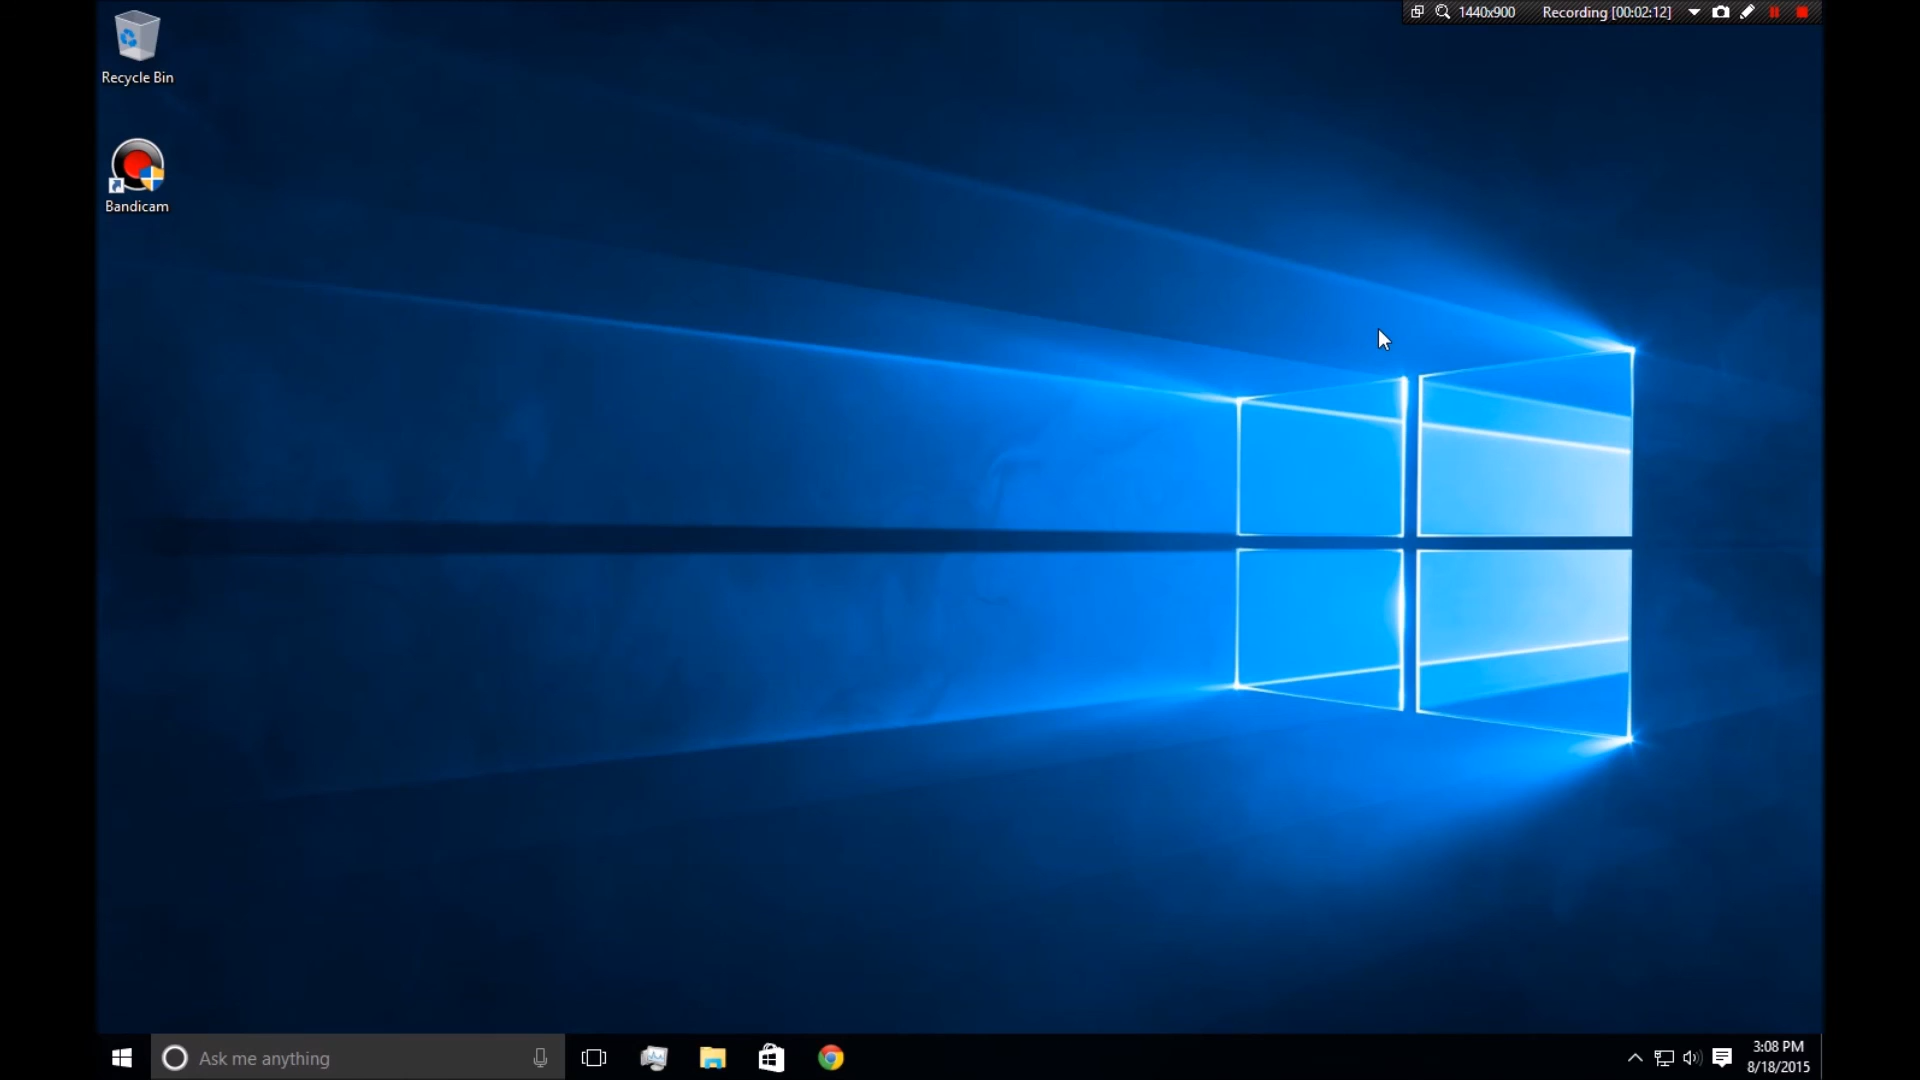 1440x900 Recording [00:02:12]
Recycle Bin
Bandicam
Ask me anything
3:08 PM
8/18/2015